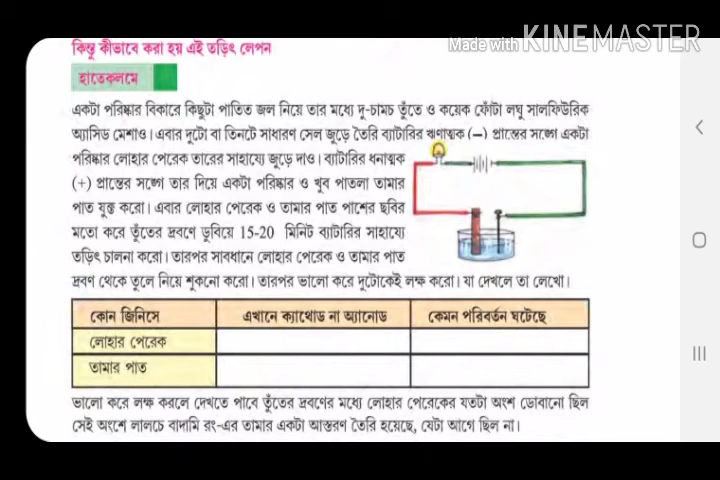 Made with KINEMASTER
কিন্তু কীভাবে করা হয় এই তড়িৎ লেপন
হাতেকলমে
একটা পরিষ্কার বিকারে কিছুটা পাতিত জল নিয়ে তার মধ্যে দু-চামচ তুঁতে ও কয়েক ফোঁটা লঘু সালফিউরিক
অ্যাসিড মেশাও। এবার দুটো বা তিনটে সাধারণ সেল জুড়ে তৈরি ব্যাটারির ঋণাত্মক (−) প্রান্তের সঙ্গে একটা
পরিষ্কার লোহার পেরেক তারের সাহায্যে জুড়ে দাও। ব্যাটারির ধনাত্মক
(+) প্রান্তের সঙ্গে তার দিয়ে একটা পরিষ্কার ও খুব পাতলা তামার
পাত যুক্ত করো। এবার লোহার পেরেক ও তামার পাত পাশের ছবির
মতো করে তুঁতের দ্রবণে ডুবিয়ে 15-20 মিনিট ব্যাটারির সাহায্যে
তড়িৎ চালনা করো। তারপর সাবধানে লোহার পেরেক ও তামার পাত
দ্রবণ থেকে তুলে নিয়ে শুকনো করো। তারপর ভালো করে দুটোকেই লক্ষ করো। যা দেখলে তা লেখো।
কোন জিনিসে এখানে ক্যাথোড না অ্যানোড কেমন পরিবর্তন ঘটেছে
লোহার পেরেক
তামার পাত
ভালো করে লক্ষ করলে দেখতে পাবে তুঁতের দ্রবণের মধ্যে লোহার পেরেকের যতটা অংশ ডোবানো ছিল
সেই অংশে লালচে বাদামি রং-এর তামার একটা আস্তরণ তৈরি হয়েছে, যেটা আগে ছিল না।